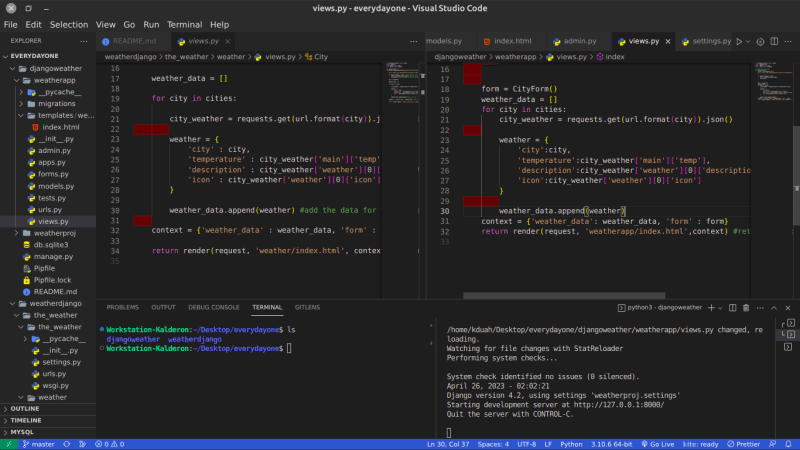 views.py - everydayone - Visual Studio Code
File Edit Selection View Go Run Terminal Help
EXPLORER
EVERYDAYONE
djangoweather
weatherapp
__pycache__
migrations
templates/we...
index.html
__init__.py
admin.py
apps.py
forms.py
models.py
tests.py
urls.py
views.py
weatherproj
db.sqlite3
manage.py
Pipfile
Pipfile.lock
README.md
weatherdjango
the_weather
the_weather
__pycache__
__init__.py
settings.py
urls.py
wsgi.py
weather
OUTLINE
TIMELINE
MYSQL
README.md views.py
weatherdjango > the_weather > weather > views.py > City
16
17 weather_data = []
18
19 for city in cities:
20
21 city_weather = requests.get(url.format(city)).js
22
23 weather = {
24 'city' : city,
25 'temperature' : city_weather['main']['temp'
26 'description' : city_weather['weather'][0][
27 'icon' : city_weather['weather'][0]['icon']
28 }
29
30 weather_data.append(weather) #add the data for
31
32 context = {'weather_data' : weather_data, 'form' :
33
34 return render(request, 'weather/index.html', contex
35
models.py index.html admin.py views.py settings.py
djangoweather > weatherapp > views.py > index
16
17
18 form = CityForm()
19 weather_data = []
20 for city in cities:
21 city_weather = requests.get(url.format(city)).json()
22
23 weather = {
24 'city':city,
25 'temperature':city_weather['main']['temp'],
26 'description':city_weather['weather'][0]['description
27 'icon':city_weather['weather'][0]['icon']
28 }
29
30 weather_data.append(weather)
31 context = {'weather_data': weather_data, 'form' : form}
32 return render(request, 'weatherapp/index.html',context) #ret
33
PROBLEMS OUTPUT DEBUG CONSOLE TERMINAL GITLENS
python3 - djangoweather
Workstation-Kalderon:~/Desktop/everydayone$ ls
djangoweather weatherdjango
Workstation-Kalderon:~/Desktop/everydayone$
/home/kduah/Desktop/everydayone/djangoweather/weatherapp/views.py changed, re
loading.
Watching for file changes with StatReloader
Performing system checks...
System check identified no issues (0 silenced).
April 26, 2023 - 02:02:21
Django version 4.2, using settings 'weatherproj.settings'
Starting development server at http://127.0.0.1:8000/
Quit the server with CONTROL-C.
master 0 0 Ln 30, Col 37 Spaces: 4 UTF-8 LF Python 3.10.6 64-bit Go Live kite: ready Prettier